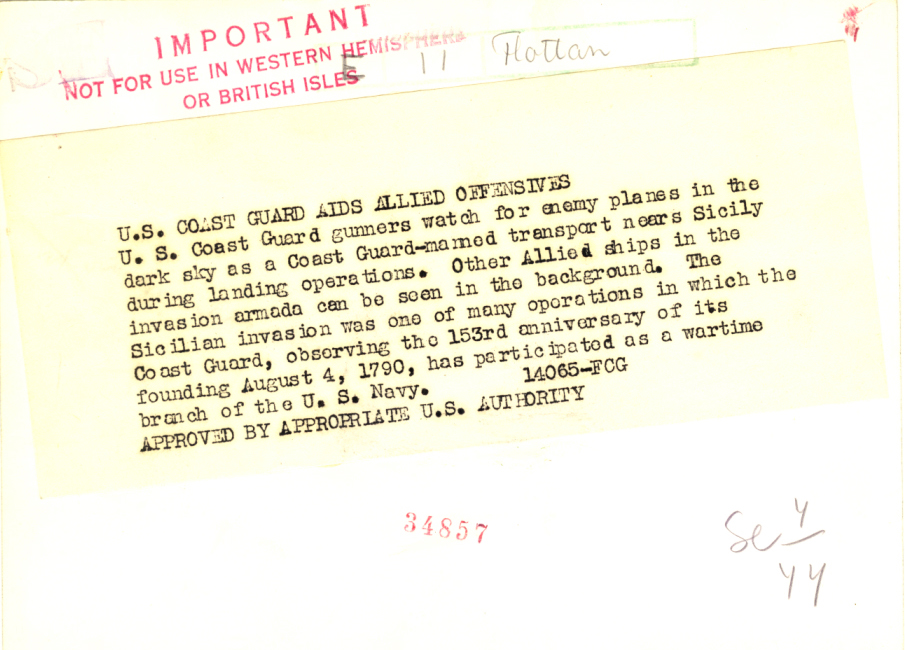 IMPORTANT
NOT FOR USE IN WESTERN HEMISPHERE
OR BRITISH ISLES
E 11
U.S. COAST GUARD AIDS ALLIED OFFENSIVES
U. S. Coast Guard gunners watch for enemy planes in the
dark sky as a Coast Guard-manned transport nears Sicily
during landing operations. Other Allied ships in the
invasion armada can be seen in the background. The
Sicilian invasion was one of many operations in which the
Coast Guard, observing the 153rd anniversary of its
founding August 4, 1790, has participated as a wartime
branch of the U. S. Navy. 14065-FCG
APPROVED BY APPROPRIATE U.S. AUTHORITY
34857